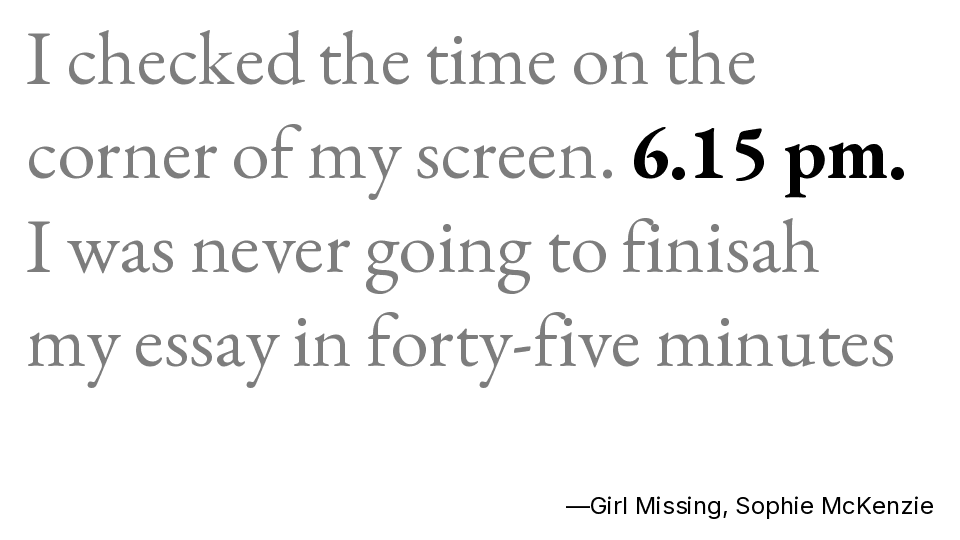 I checked the time on the
corner of my screen. 6.15 pm.
I was never going to finisah
my essay in forty-five minutes
—Girl Missing, Sophie McKenzie